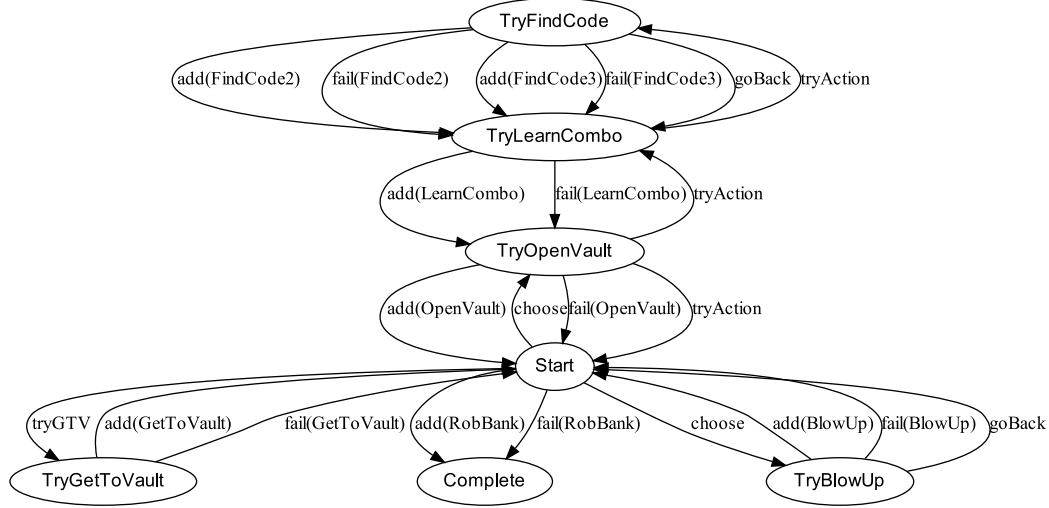 TryFindCode
add(FindCode2) fail(FindCode2) add(FindCode3) fail(FindCode3) goBack tryAction
TryLearnCombo
add(LearnCombo) fail(LearnCombo) tryAction
TryOpenVault
add(OpenVault) choose fail(OpenVault) tryAction
Start
tryGTV add(GetToVault) fail(GetToVault) add(RobBank) fail(RobBank) choose add(BlowUp) fail(BlowUp) goBack
TryGetToVault Complete TryBlowUp